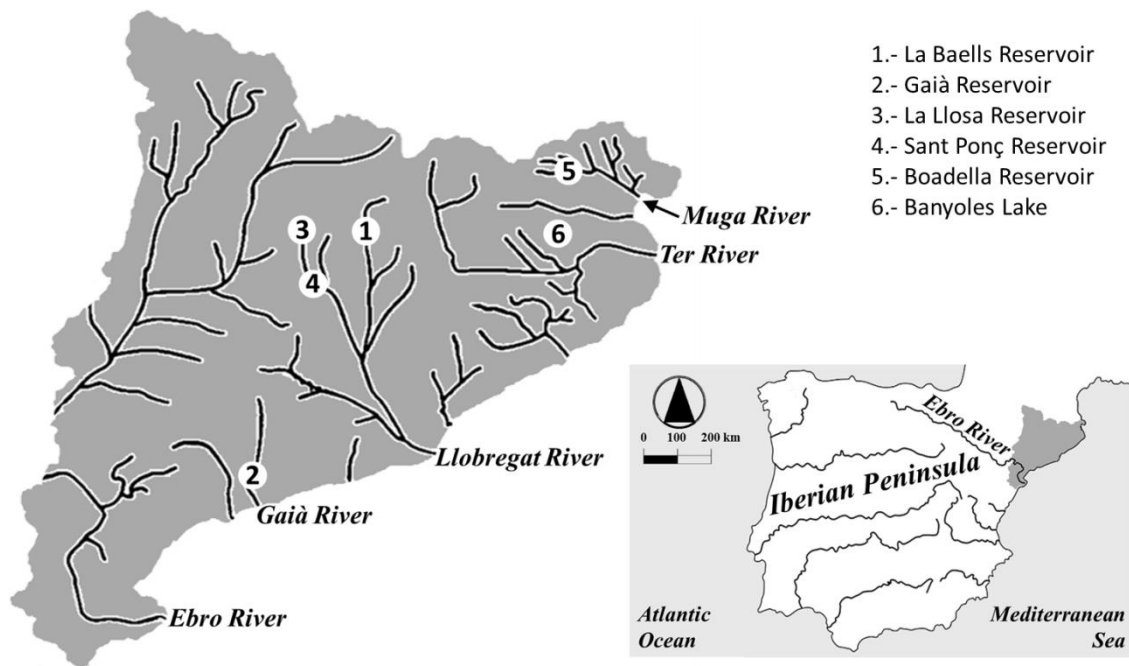 1.- La Baells Reservoir
2.- Gaià Reservoir
3.- La Llosa Reservoir
4.- Sant Ponç Reservoir
5.- Boadella Reservoir
6.- Banyoles Lake
5
Muga River
6
Ter River
3
1
4
2
Llobregat River
Gaià River
Ebro River
0 100 200 km
Ebro River
Iberian Peninsula
Atlantic
Ocean
Mediterranean
Sea